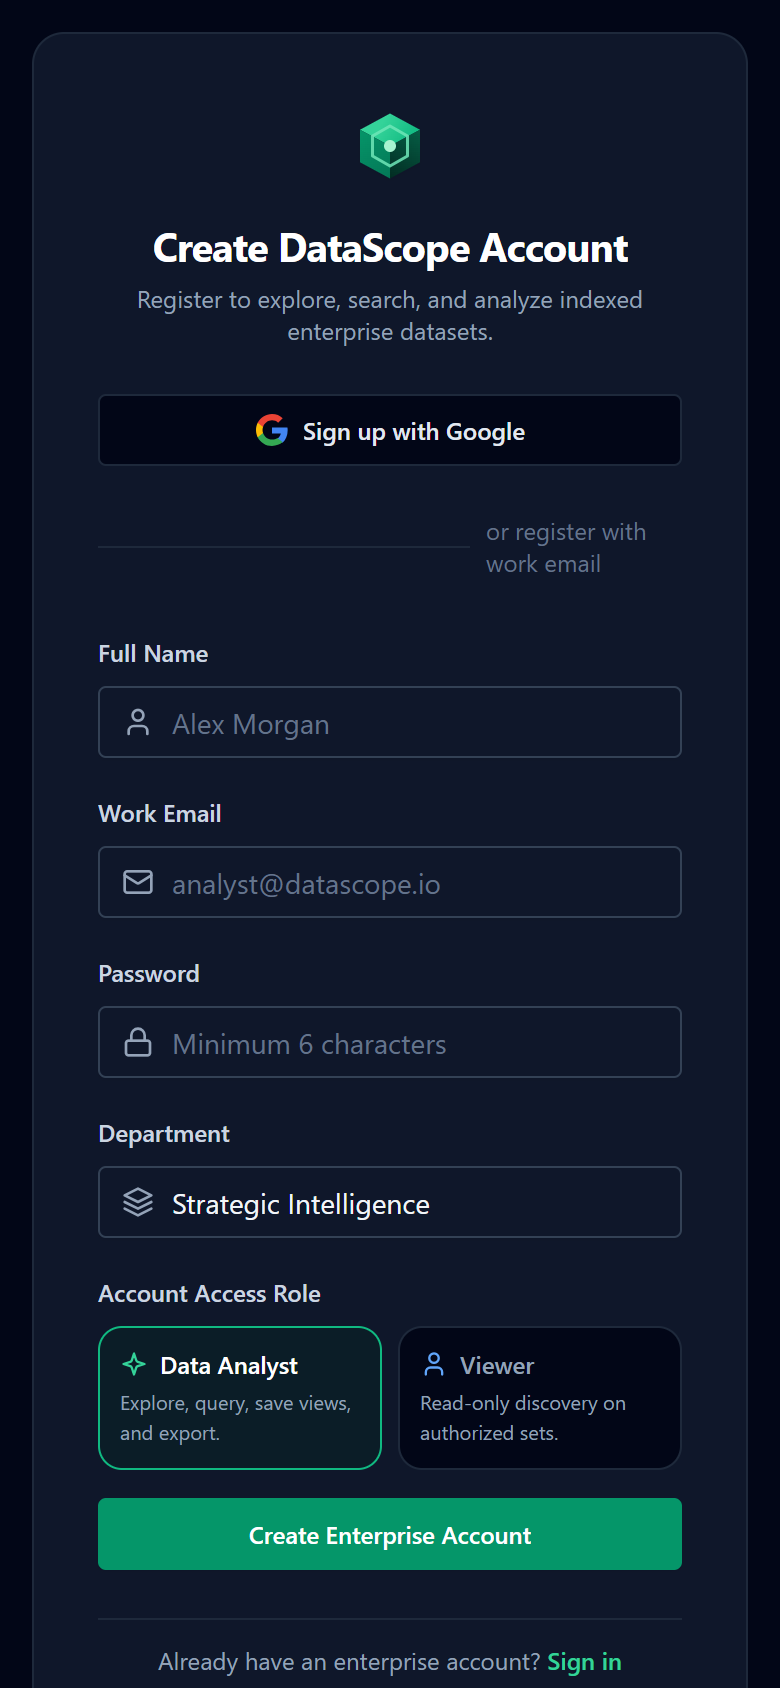 Create DataScope Account
Register to explore, search, and analyze indexed
enterprise datasets.
Sign up with Google
or register with
work email
Full Name
Alex Morgan
Work Email
analyst@datascope.io
Password
Minimum 6 characters
Department
Strategic Intelligence
Account Access Role
Data Analyst
Explore, query, save views,
and export.
Viewer
Read-only discovery on
authorized sets.
Create Enterprise Account
Already have an enterprise account? Sign in